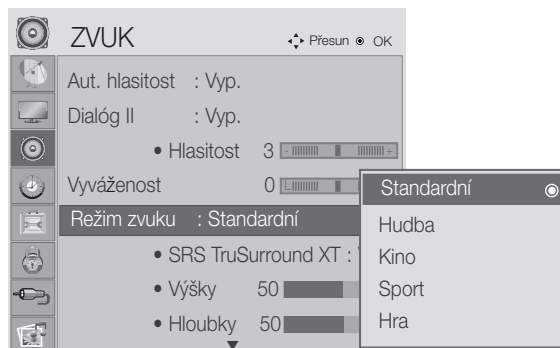 ZVUK
Přesun OK
Aut. hlasitost : Vyp.
Dialóg II : Vyp.
• Hlasitost 3 - +
Vyváženost 0 L
Režim zvuku : Standardní
• SRS TruSurround XT :
• Výšky 50
• Hloubky 50
Standardní
Hudba
Kino
Sport
Hra